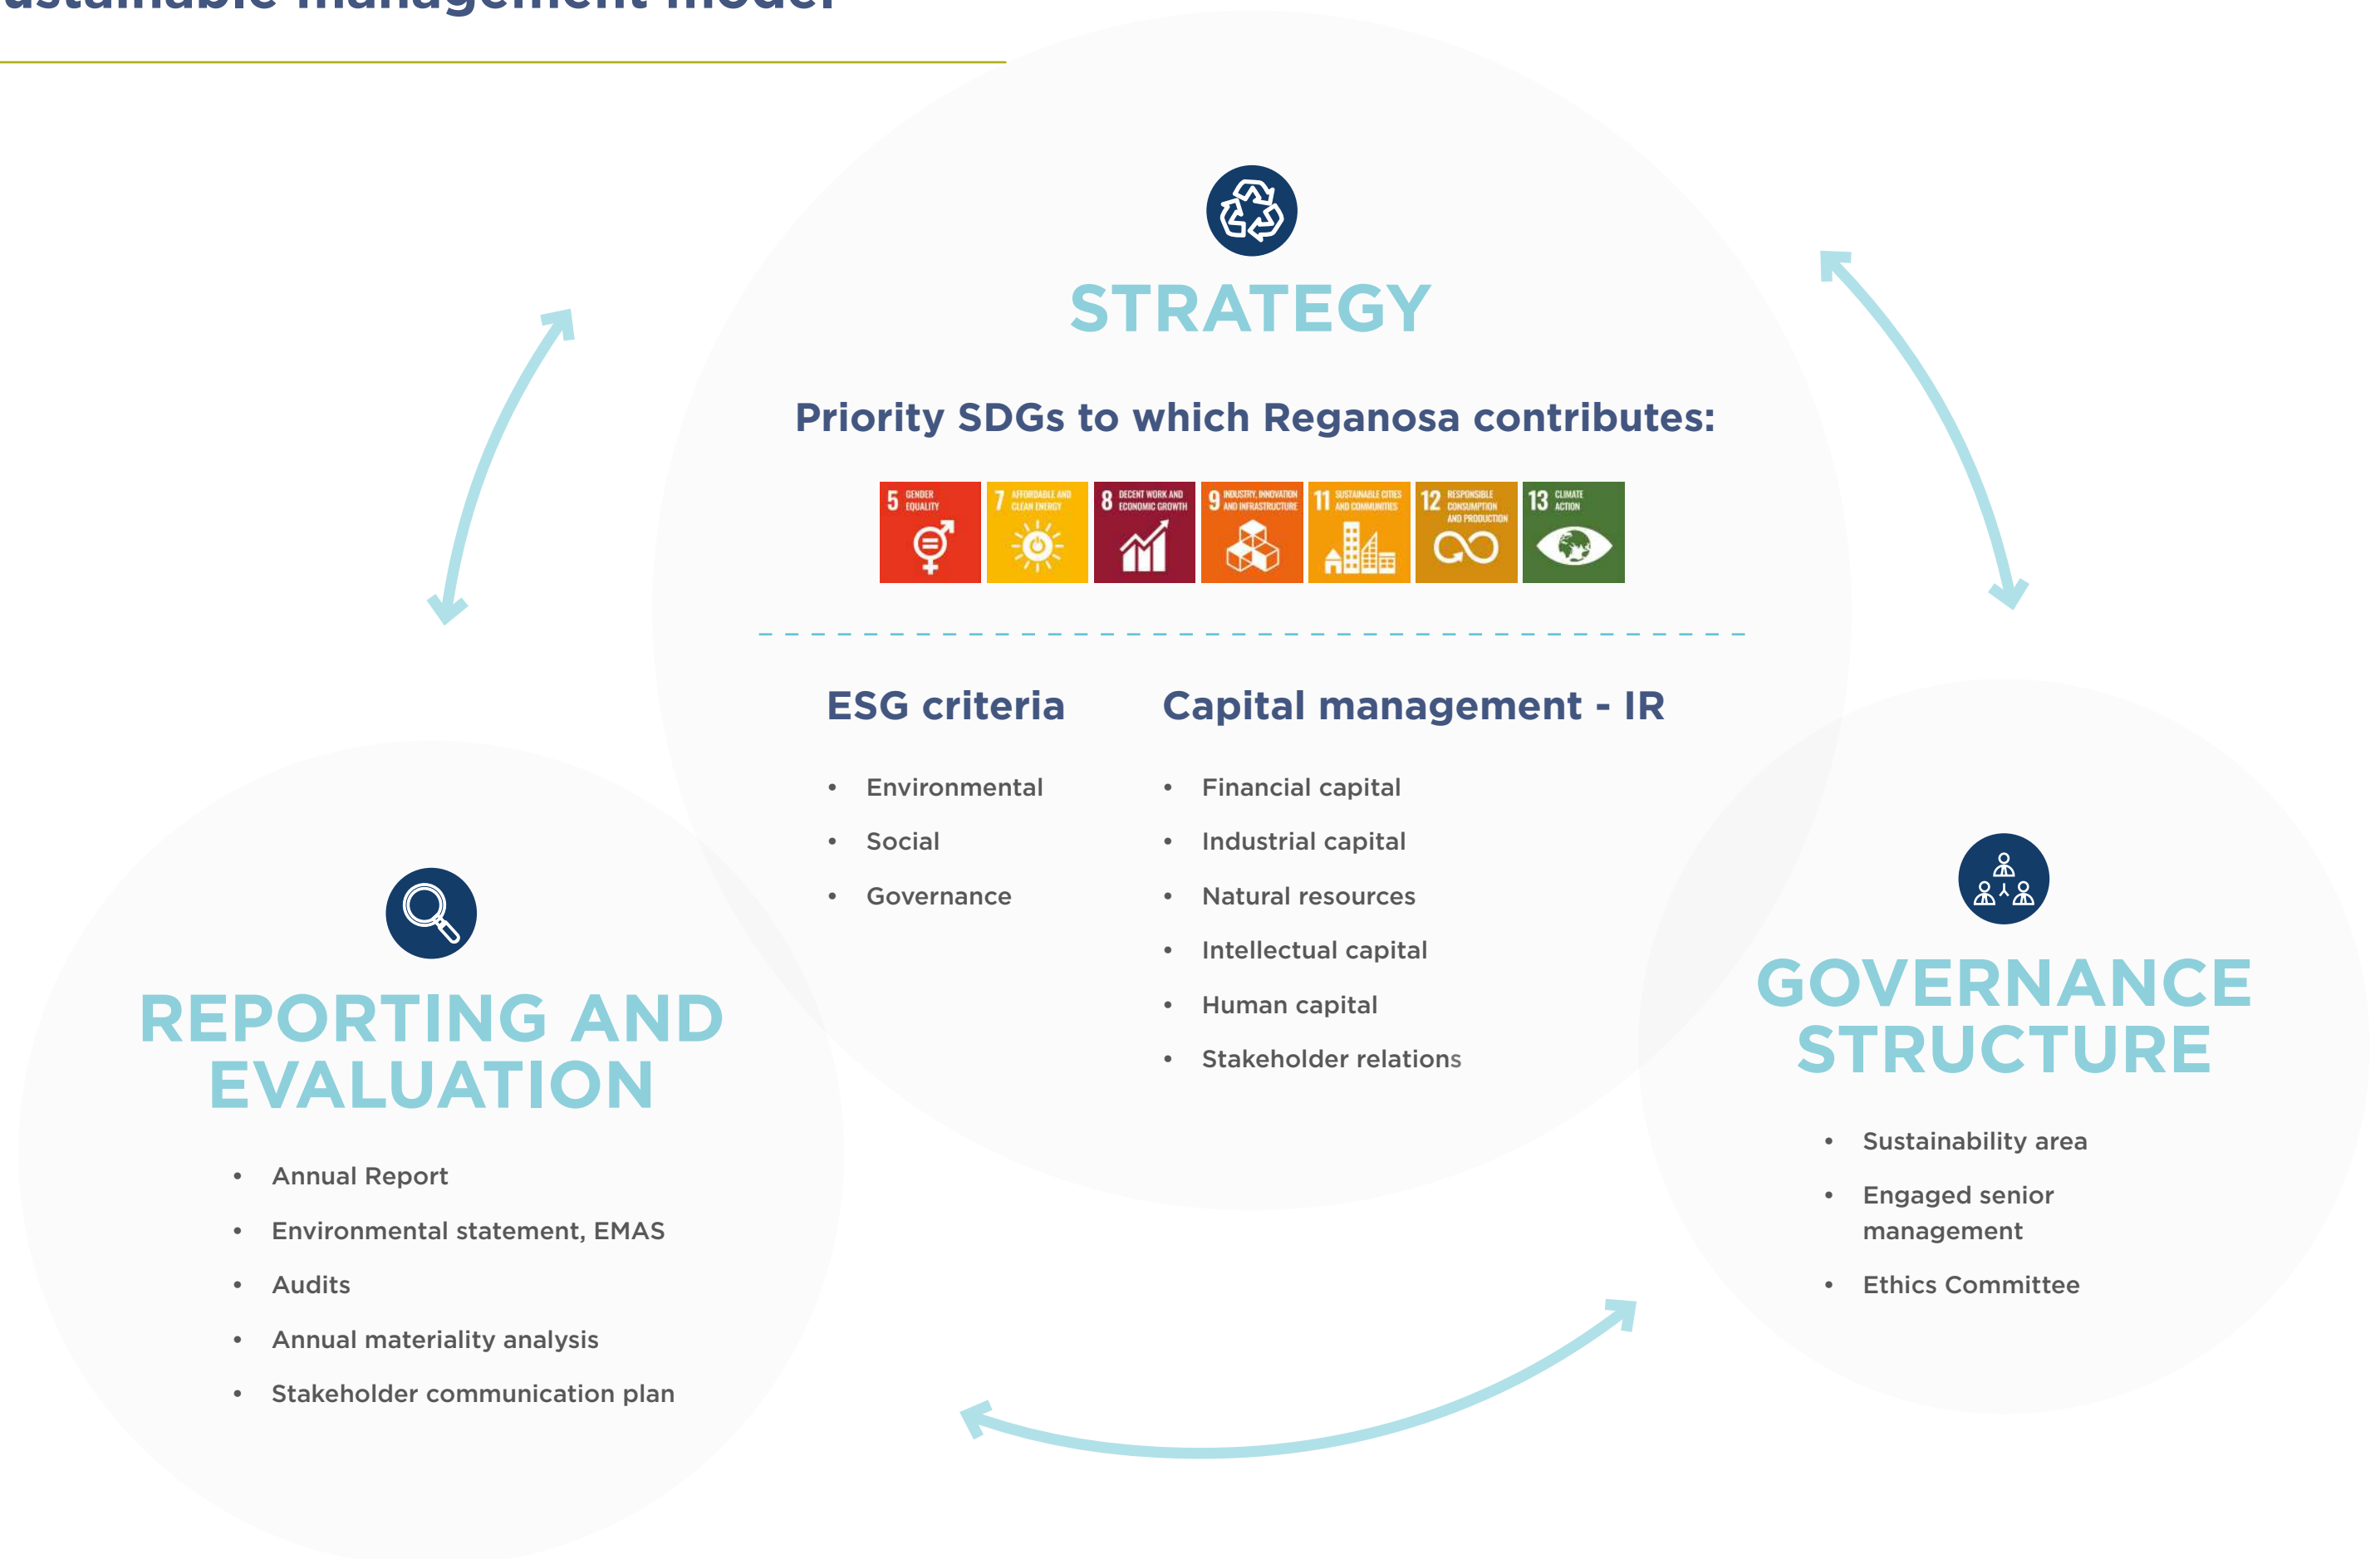 ustainable management model
STRATEGY
Priority SDGs to which Reganosa contributes:
5 GENDER
EQUALITY
7 AFFORDABLE AND
CLEAN ENERGY
8 DECENT WORK AND
ECONOMIC GROWTH
9 INDUSTRY, INNOVATION
AND INFRASTRUCTURE
11 SUSTAINABLE CITIES
AND COMMUNITIES
12 RESPONSIBLE
CONSUMPTION
AND PRODUCTION
13 CLIMATE
ACTION
ESG criteria
• Environmental
• Social
• Governance
Capital management - IR
• Financial capital
• Industrial capital
• Natural resources
• Intellectual capital
• Human capital
• Stakeholder relations
REPORTING AND
EVALUATION
• Annual Report
• Environmental statement, EMAS
• Audits
• Annual materiality analysis
• Stakeholder communication plan
GOVERNANCE
STRUCTURE
• Sustainability area
• Engaged senior
management
• Ethics Committee